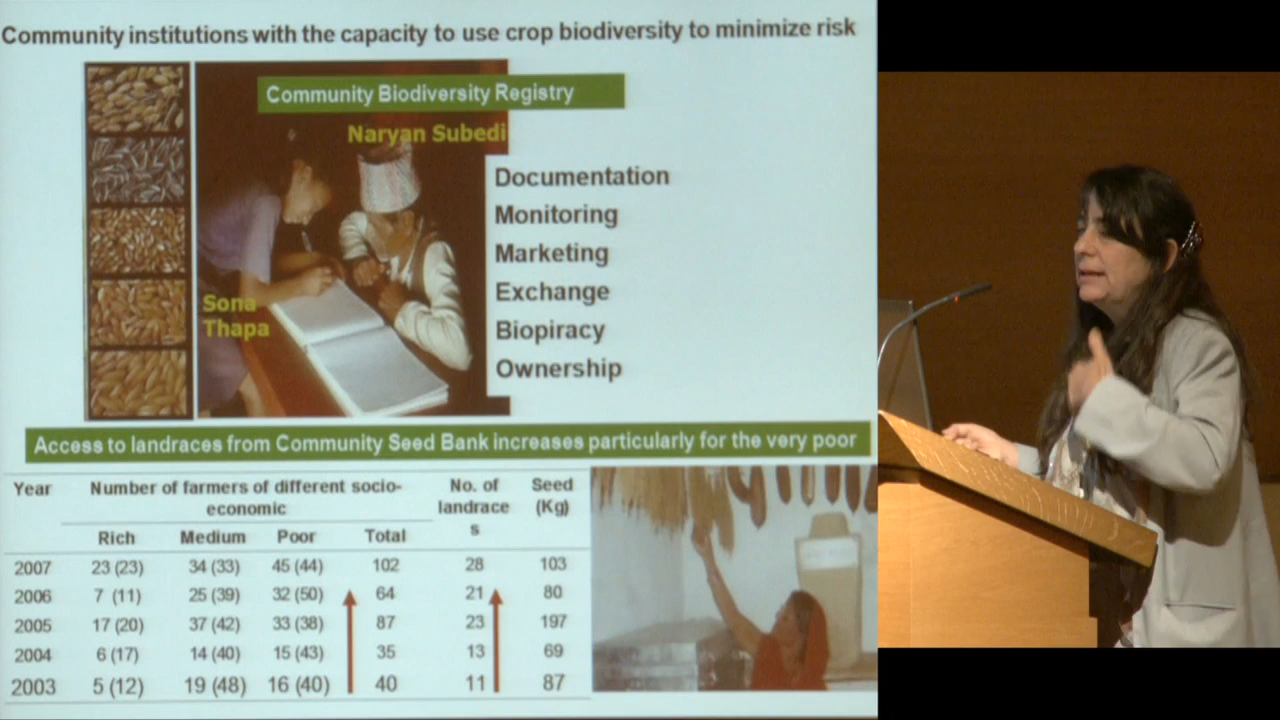 Community institutions with the capacity to use crop biodiversity to minimize risk
Community Biodiversity Registry
Naryan Subedi
Sona
Thapa
Documentation
Monitoring
Marketing
Exchange
Biopiracy
Ownership
Access to landraces from Community Seed Bank increases particularly for the very poor
Year Number of farmers of different socio- No. of Seed
economic landrace (Kg)
Rich Medium Poor Total s
2007 23 (23) 34 (33) 45 (44) 102 28 103
2006 7 (11) 25 (39) 32 (50) 64 21 80
2005 17 (20) 37 (42) 33 (38) 87 23 197
2004 6 (17) 14 (40) 15 (43) 35 13 69
2003 5 (12) 19 (48) 16 (40) 40 11 87